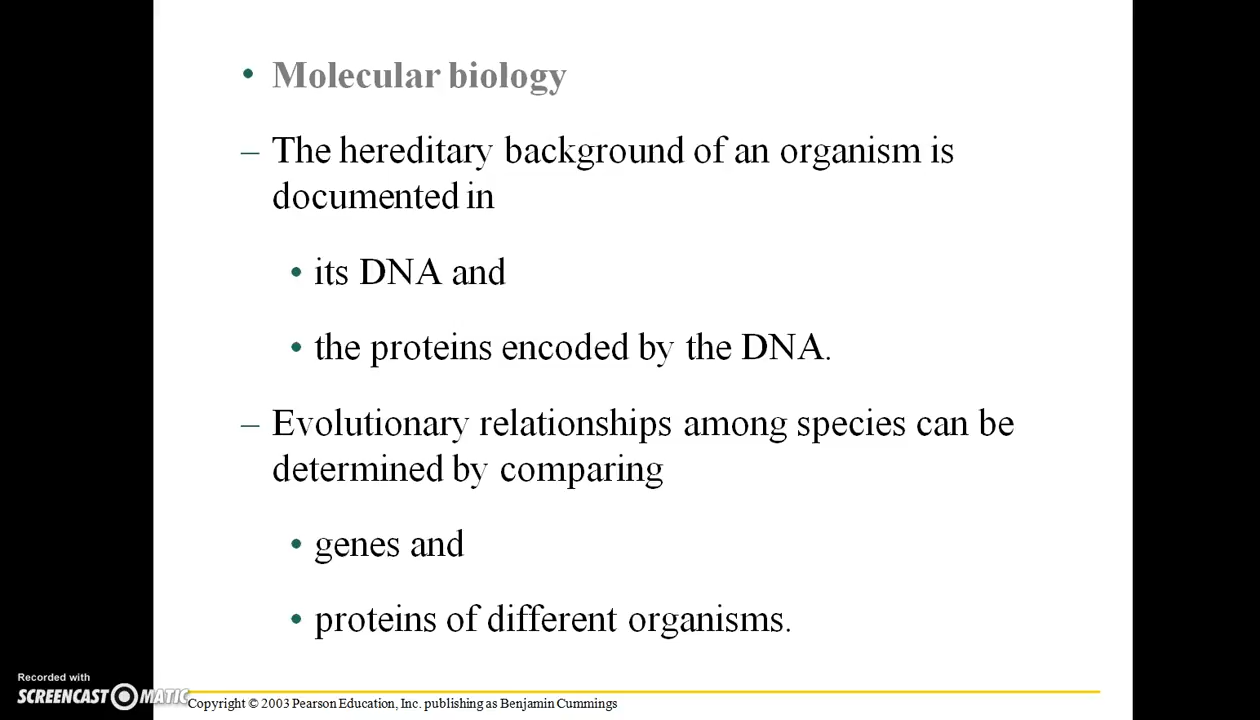 • Molecular biology
– The hereditary background of an organism is
documented in
• its DNA and
• the proteins encoded by the DNA.
– Evolutionary relationships among species can be
determined by comparing
• genes and
• proteins of different organisms.
Recorded with
SCREENCAST MATIC
Copyright © 2003 Pearson Education, Inc. publishing as Benjamin Cummings